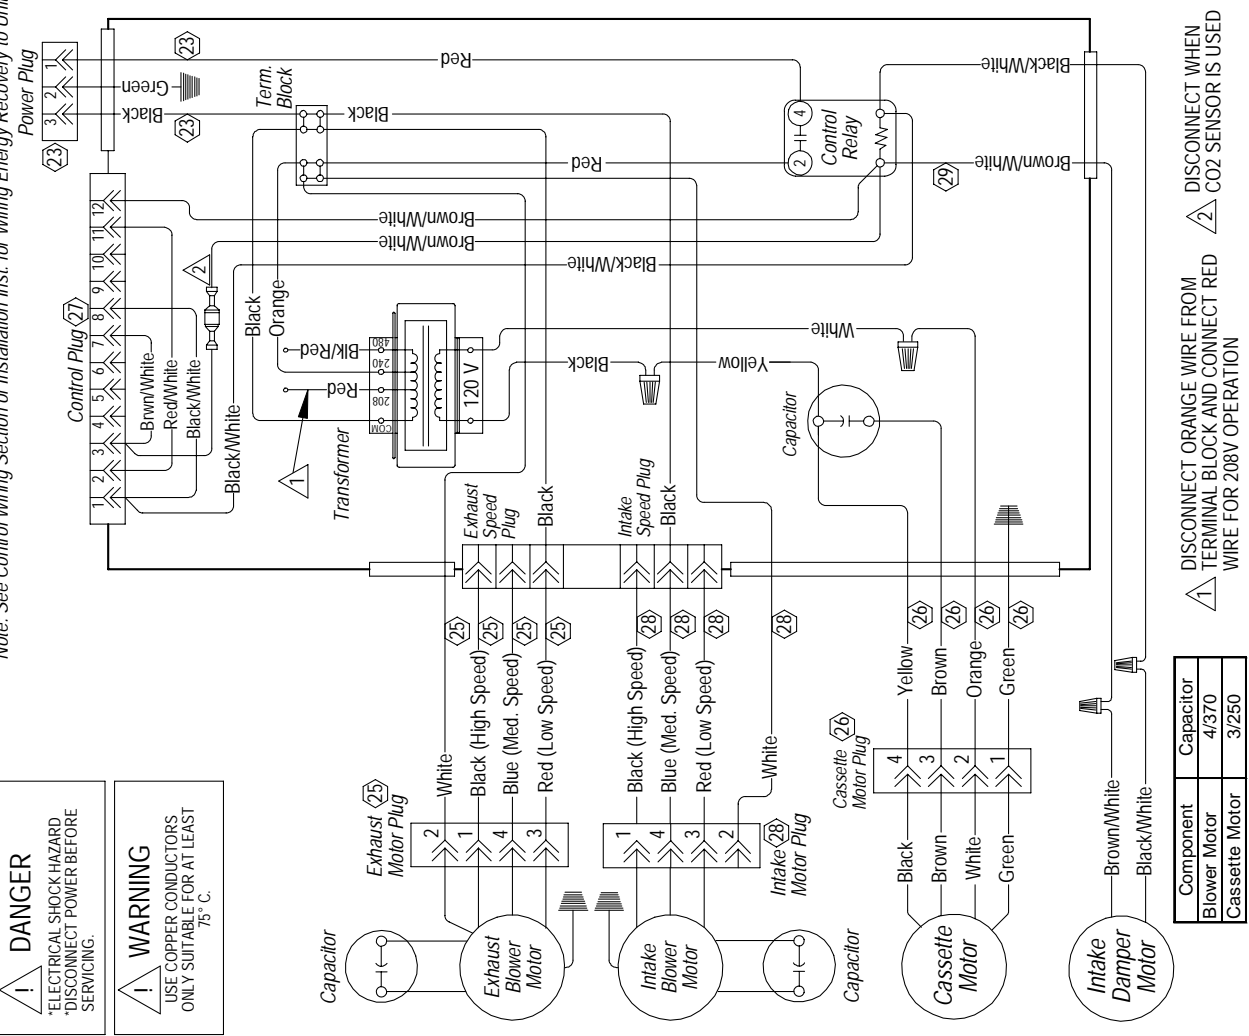 Note: See Control Wiring Section of Installation Inst. for Wiring Energy Recovery to Unit
DANGER
*ELECTRICAL SHOCK HAZARD
*DISCONNECT POWER BEFORE
SERVICING.
WARNING
USE COPPER CONDUCTORS
ONLY SUITABLE FOR AT LEAST
75° C.
Power Plug
3
2
1
23
Black
Green
23
23
Red
Control Plug
27
1
2
3
4
5
6
7
8
9
10
11
12
Brwn/White
Red/White
Black/White
Black/White
2
Term.
Block
Black
Red
Black
Orange
Brown/White
Brown/White
Black/White
Control
Relay
2
4
29
Black/White
Brown/White
1
Transformer
COM
208
240
480
Red
Blk/Red
120 V
Black
White
Yellow
Capacitor
Exhaust
Speed
Plug
Black
Intake
Speed Plug
Black
White
Black (High Speed)
Blue (Med. Speed)
Red (Low Speed)
25
25
25
25
Black (High Speed)
Blue (Med. Speed)
Red (Low Speed)
White
28
28
28
28
Yellow
Brown
Orange
Green
26
26
26
26
Exhaust
Motor Plug
25
2
1
4
3
Intake
Motor Plug
28
1
4
3
2
Cassette
Motor Plug
26
4
3
2
1
Black
Brown
White
Green
Brown/White
Black/White
Capacitor
Exhaust
Blower
Motor
Intake
Blower
Motor
Capacitor
Cassette
Motor
Intake
Damper
Motor
Component Capacitor
Blower Motor 4/370
Cassette Motor 3/250
1 DISCONNECT ORANGE WIRE FROM
TERMINAL BLOCK AND CONNECT RED
WIRE FOR 208V OPERATION
2 DISCONNECT WHEN
CO2 SENSOR IS USED